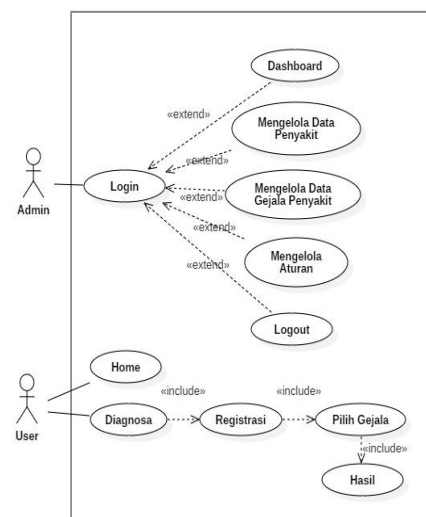 Dashboard
«extend»
Mengelola Data
Penyakit
«extend»
Admin
Login
Mengelola Data
Gejala Penyakit
«extend»
«extend»
Mengelola
Aturan
«extend»
Logout
Home
User
Diagnosa
«include»
Registrasi
«include»
Pilih Gejala
«include»
Hasil